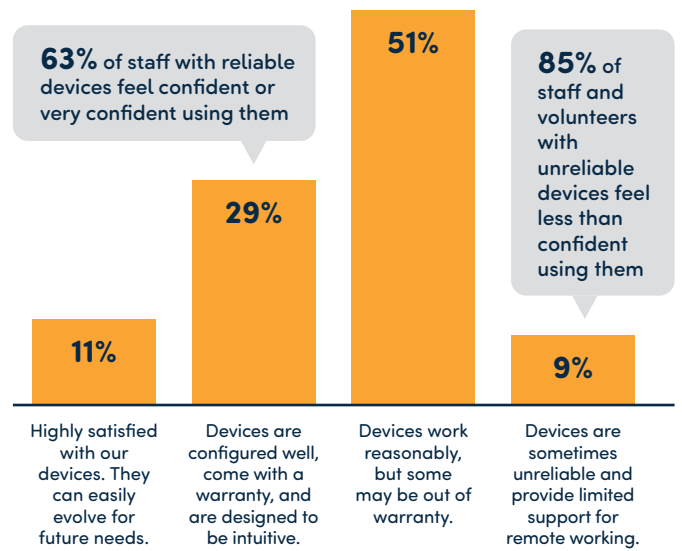 63% of staff with reliable
devices feel confident or
very confident using them
85% of
staff and
volunteers
with
unreliable
devices feel
less than
confident
using them
11%
29%
51%
9%
Highly satisfied
with our
devices. They
can easily
evolve for
future needs.
Devices are
configured well,
come with a
warranty, and
are designed to
be intuitive.
Devices work
reasonably,
but some
may be out of
warranty.
Devices are
sometimes
unreliable and
provide limited
support for
remote working.